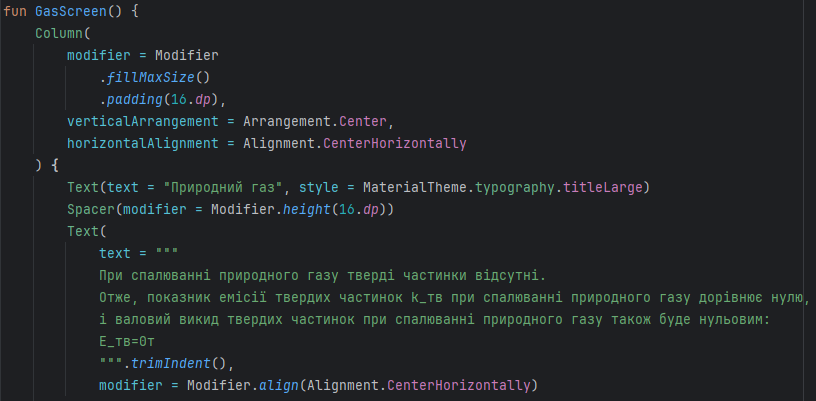 fun GasScreen() {
    Column(
        modifier = Modifier
            .fillMaxSize()
            .padding(16.dp),
        verticalArrangement = Arrangement.Center,
        horizontalAlignment = Alignment.CenterHorizontally
    ) {
        Text(text = "Природний газ", style = MaterialTheme.typography.titleLarge)
        Spacer(modifier = Modifier.height(16.dp))
        Text(
            text = """
            При спалюванні природного газу тверді частинки відсутні.
            Отже, показник емісії твердих частинок k_тв при спалюванні природного газу дорівнює нулю,
            і валовий викид твердих частинок при спалюванні природного газу також буде нульовим:
            E_тв=0т
            """.trimIndent(),
            modifier = Modifier.align(Alignment.CenterHorizontally)